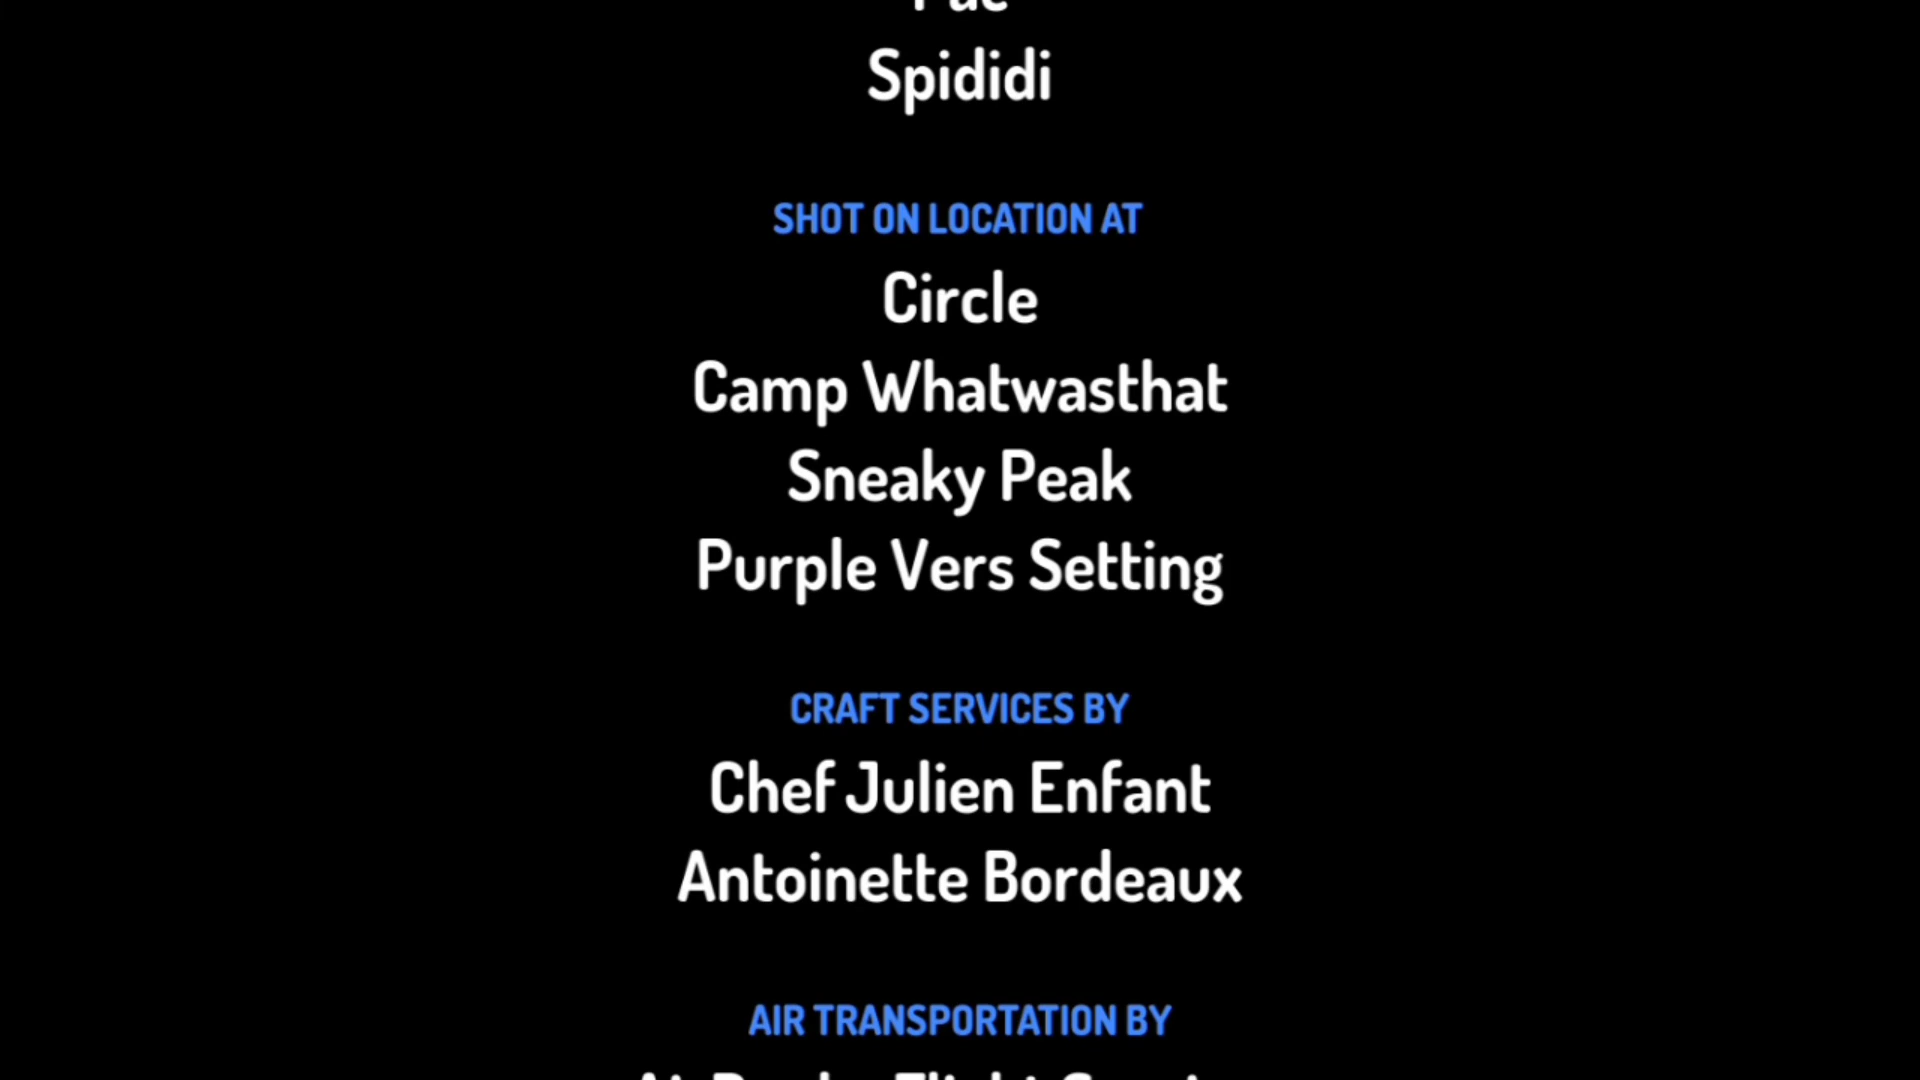 Spididi
SHOT ON LOCATION AT
Circle
Camp Whatwasthat
Sneaky Peak
Purple Vers Setting
CRAFT SERVICES BY
Chef Julien Enfant
Antoinette Bordeaux
AIR TRANSPORTATION BY